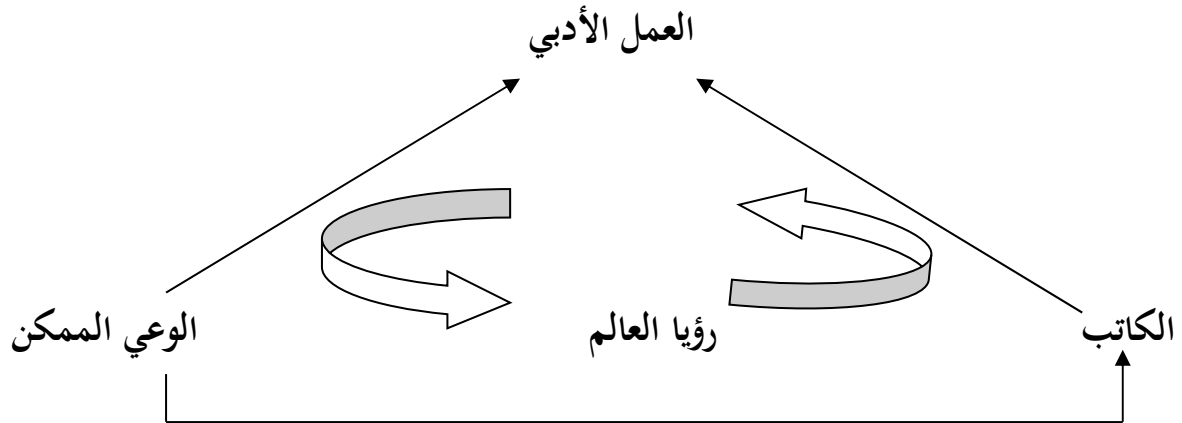 العمل الأدبي
الكاتب
رؤيا العالم
الوعي الممكن